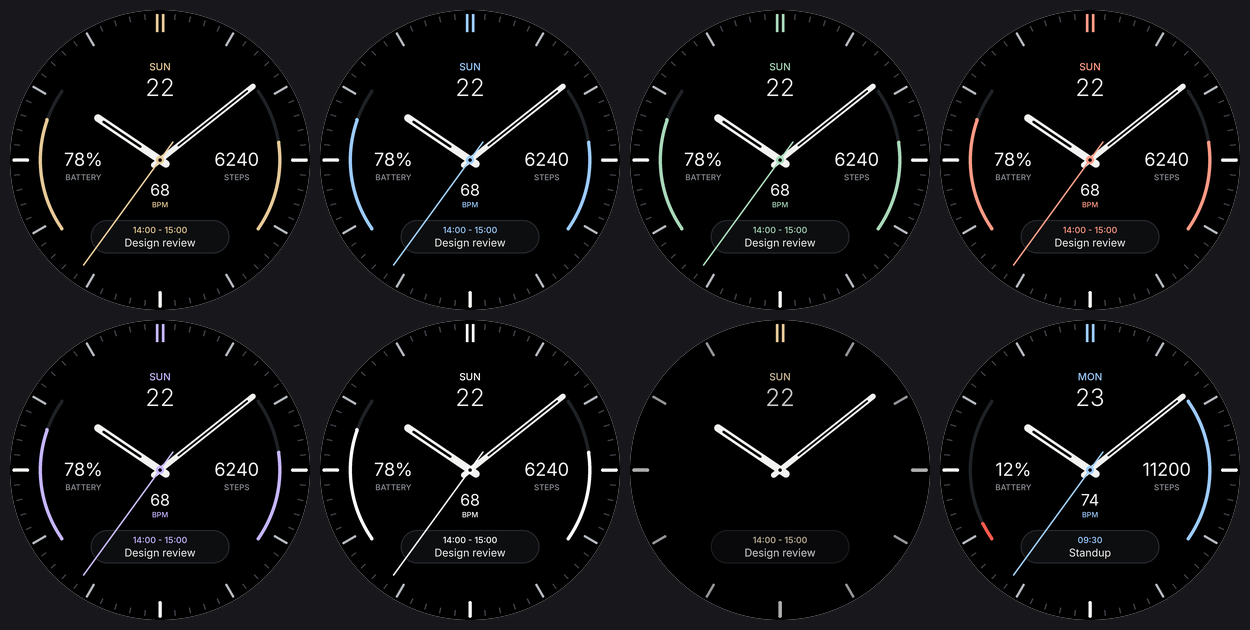 SUN
22
78%
BATTERY
6240
STEPS
68
BPM
14:00 - 15:00
Design review
SUN
22
78%
BATTERY
6240
STEPS
68
BPM
14:00 - 15:00
Design review
SUN
22
78%
BATTERY
6240
STEPS
68
BPM
14:00 - 15:00
Design review
SUN
22
78%
BATTERY
6240
STEPS
68
BPM
14:00 - 15:00
Design review
SUN
22
78%
BATTERY
6240
STEPS
68
BPM
14:00 - 15:00
Design review
SUN
22
78%
BATTERY
6240
STEPS
68
BPM
14:00 - 15:00
Design review
SUN
22
14:00 - 15:00
Design review
MON
23
12%
BATTERY
11200
STEPS
74
BPM
09:30
Standup